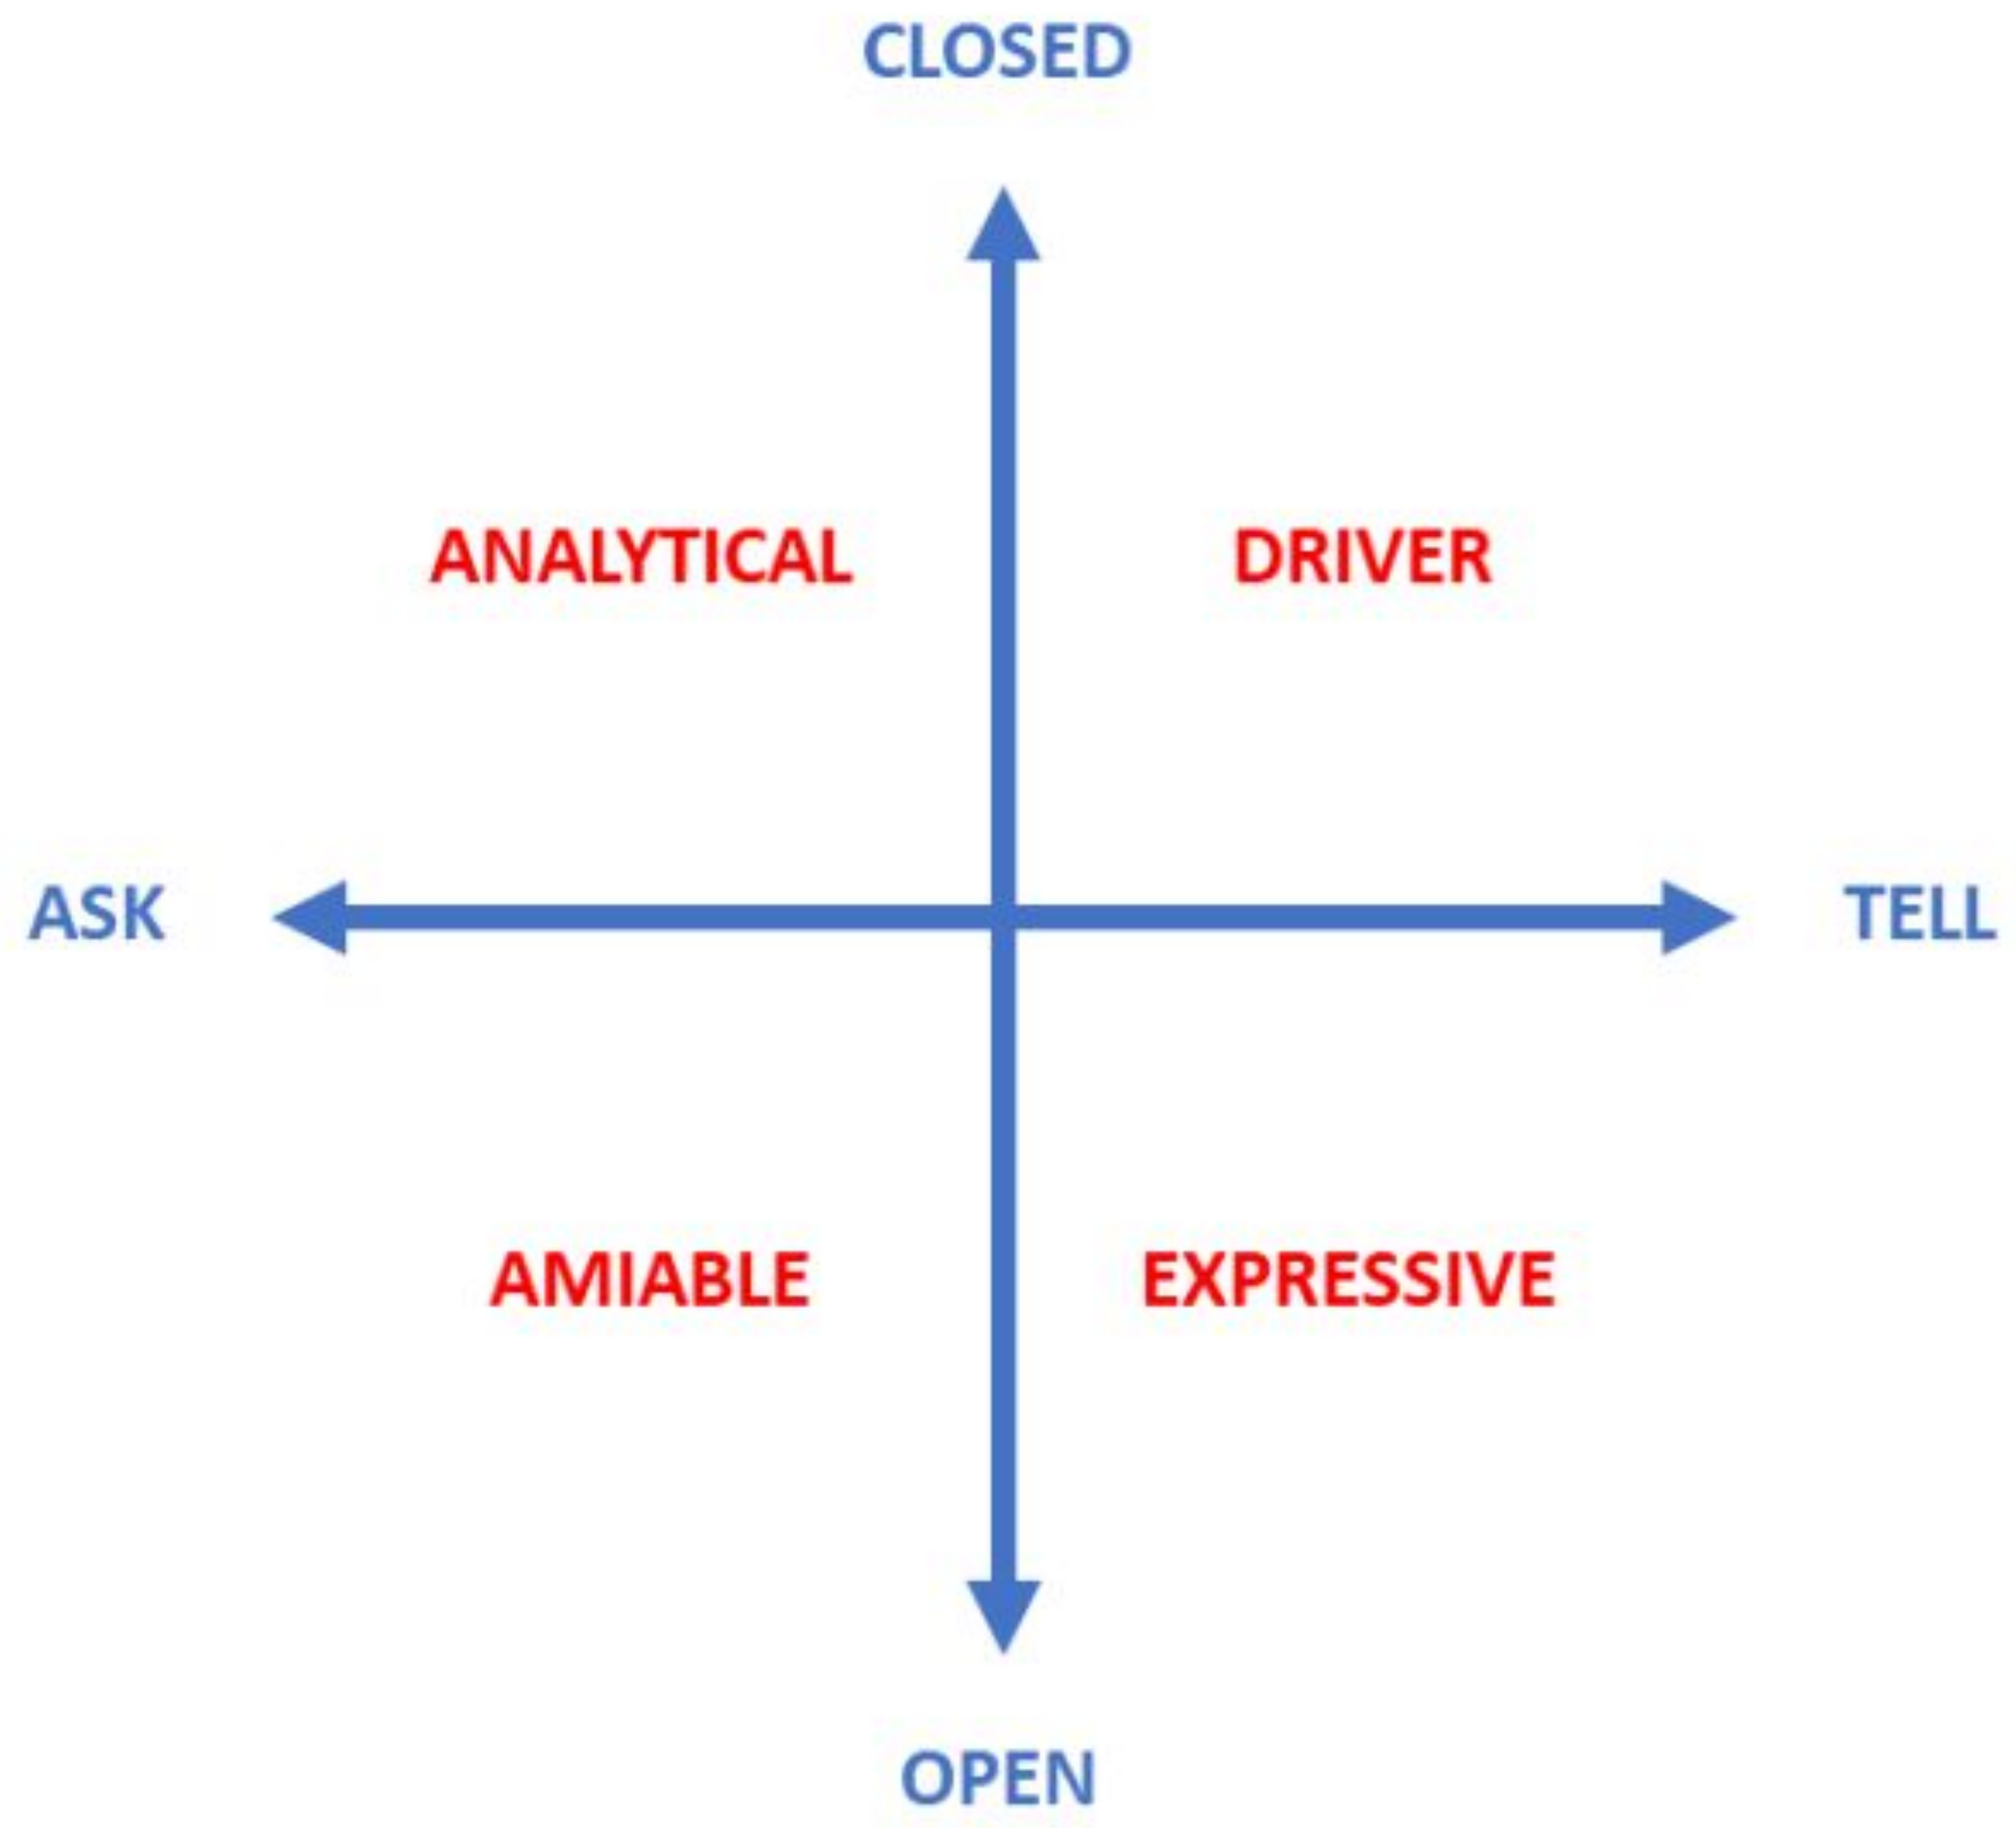 CLOSED
ANALYTICAL
DRIVER
ASK
TELL
AMIABLE
EXPRESSIVE
OPEN